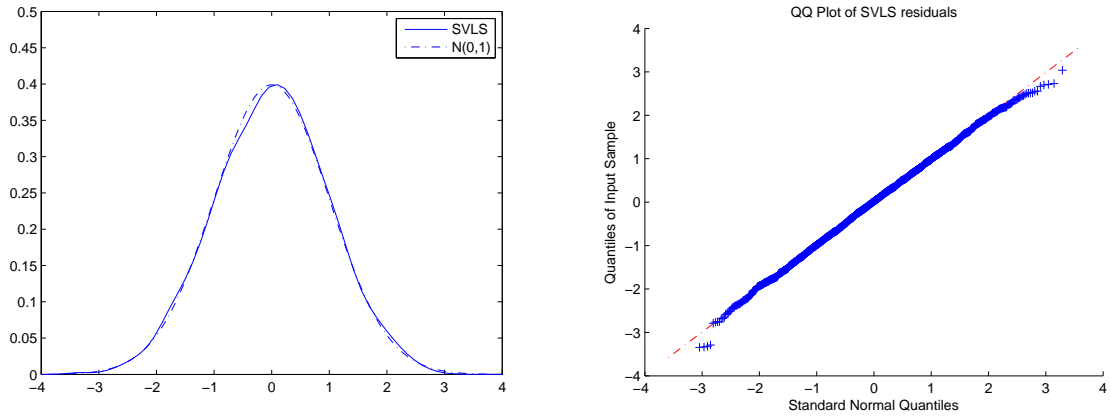 0.5
0.45
0.4
0.35
0.3
0.25
0.2
0.15
0.1
0.05
0
−4 −3 −2 −1 0 1 2 3 4
SVLS
N(0,1)
QQ Plot of SVLS residuals
Quantiles of Input Sample
4
3
2
1
0
−1
−2
−3
−4
−4 −3 −2 −1 0 1 2 3 4
Standard Normal Quantiles